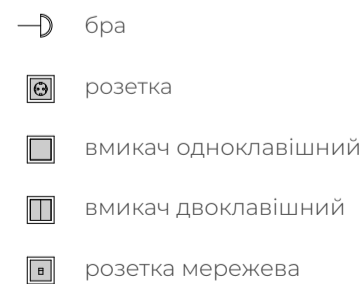 бра
розетка
вмикач одноклавішний
вмикач двоклавішний
розетка мережева